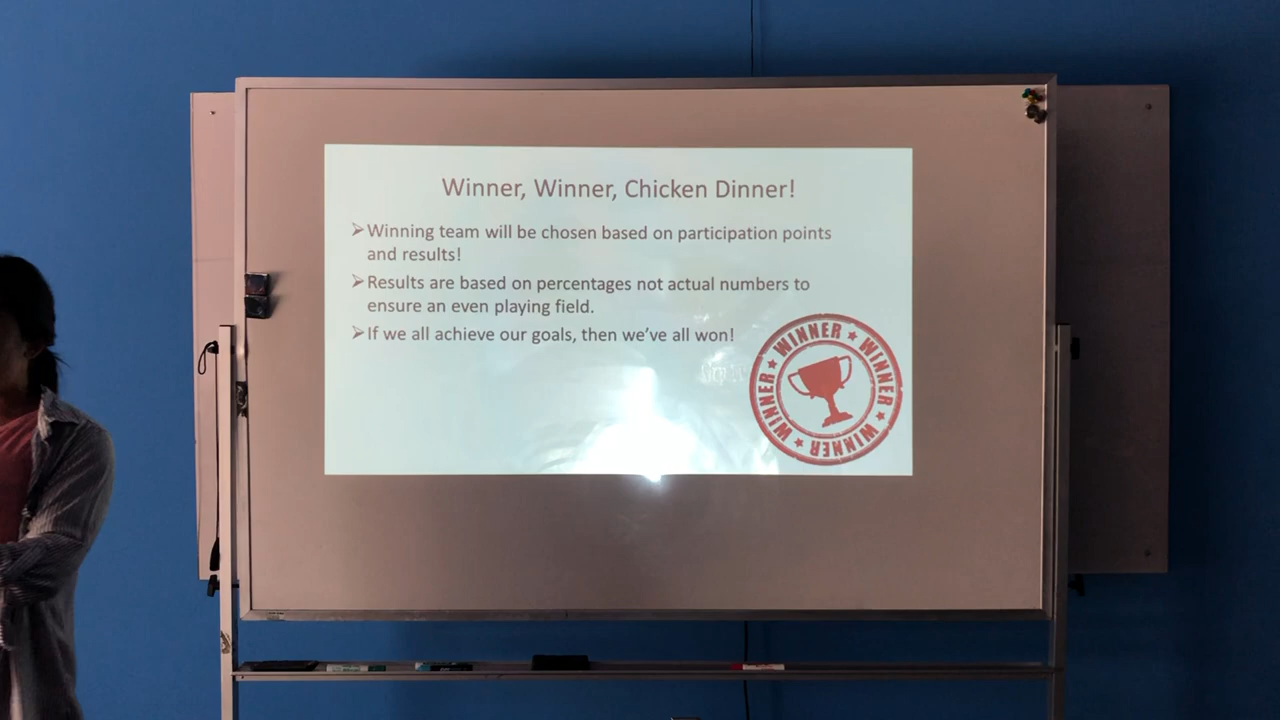 Winner, Winner, Chicken Dinner!
➢Winning team will be chosen based on participation points
and results!
➢Results are based on percentages not actual numbers to
ensure an even playing field.
➢If we all achieve our goals, then we've all won!
WINNER ★ WINNER ★ WINNER ★ WINNER ★